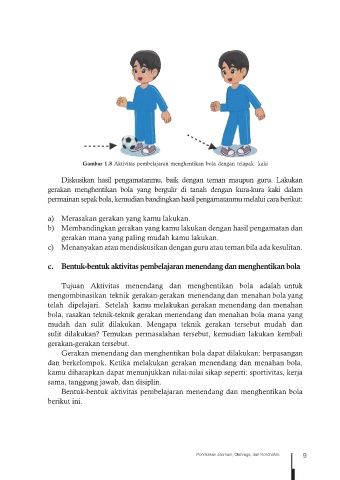 Gambar 1.8 Aktivitas pembelajaran menghentikan bola dengan telapak kaki
Diskusikan hasil pengamatanmu, baik dengan teman maupun guru. Lakukan
gerakan menghentikan bola yang bergulir di tanah dengan kura-kura kaki dalam
permainan sepak bola, kemudian bandingkan hasil pengamatanmu melalui cara berikut:
a) Merasakan gerakan yang kamu lakukan.
b) Membandingkan gerakan yang kamu lakukan dengan hasil pengamatan dan
gerakan mana yang paling mudah kamu lakukan.
c) Menanyakan atau mendiskusikan dengan guru atau teman bila ada kesulitan.
c. Bentuk-bentuk aktivitas pembelajaran menendang dan menghentikan bola
Tujuan Aktivitas menendang dan menghentikan bola adalah untuk
mengombinasikan teknik gerakan-gerakan menendang dan menahan bola yang
telah dipelajari. Setelah kamu melakukan gerakan menendang dan menahan
bola, rasakan teknik-teknik gerakan menendang dan menahan bola mana yang
mudah dan sulit dilakukan. Mengapa teknik gerakan tersebut mudah dan
sulit dilakukan? Temukan permasalahan tersebut, kemudian lakukan kembali
gerakan-gerakan tersebut.
Gerakan menendang dan menghentikan bola dapat dilakukan: berpasangan
dan berkelompok. Ketika melakukan gerakan menendang dan menahan bola,
kamu diharapkan dapat menunjukkan nilai-nilai sikap seperti: sportivitas, kerja
sama, tanggung jawab, dan disiplin.
Bentuk-bentuk aktivitas pembelajaran menendang dan menghentikan bola
berikut ini.
Pendidikan Jasmani, Olahraga, dan Kesehatan 9